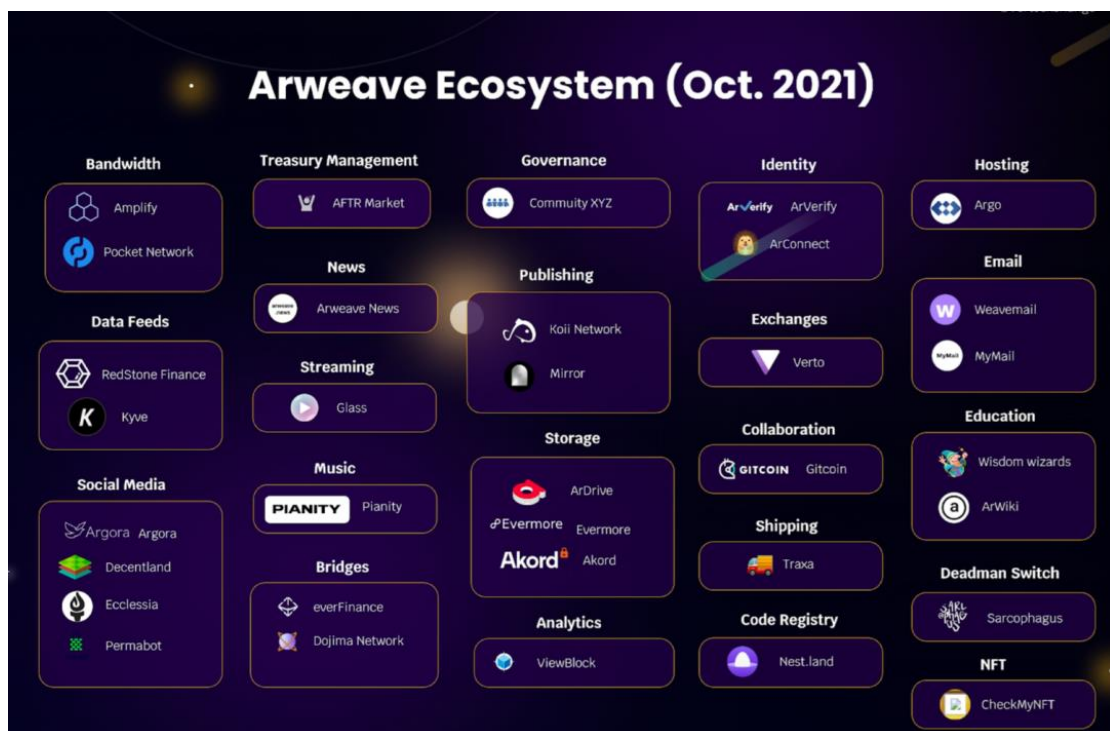 Arweave Ecosystem (Oct. 2021)
Bandwidth
Amplify
Pocket Network
Data Feeds
RedStone Finance
K Kyve
Social Media
Argora Argora
Decentland
Ecclessia
Permabot
Treasury Management
AFTR Market
News
ARWEAVE .NEWS Arweave News
Streaming
Glass
Music
PIANITY Pianity
Bridges
everFinance
Dojima Network
Governance
Commuity XYZ
Publishing
Koii Network
Mirror
Storage
ArDrive
Evermore Evermore
Akord Akord
Analytics
ViewBlock
Identity
ArVerify ArVerify
ArConnect
Exchanges
Verto
Collaboration
GITCOIN Gitcoin
Shipping
Traxa
Code Registry
Nest.land
Hosting
Argo
Email
W Weavemail
MyMail MyMail
Education
Wisdom wizards
a ArWiki
Deadman Switch
Sarcophagus
NFT
CheckMyNFT